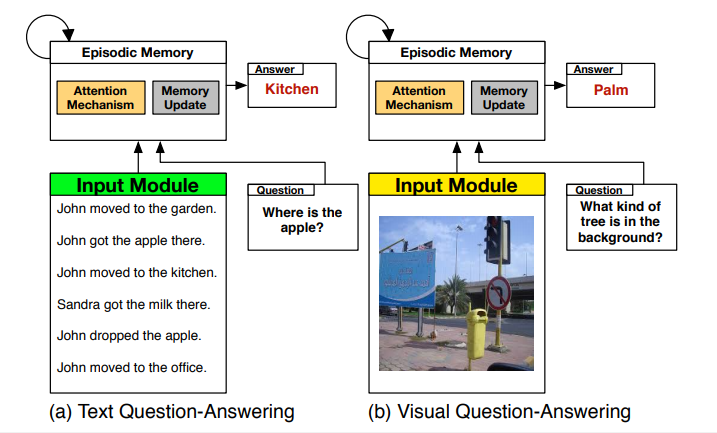 Episodic Memory
Attention
Mechanism
Memory
Update
Answer
Kitchen
Input Module
John moved to the garden.
John got the apple there.
John moved to the kitchen.
Sandra got the milk there.
John dropped the apple.
John moved to the office.
Question
Where is the
apple?
(a) Text Question-Answering
Episodic Memory
Attention
Mechanism
Memory
Update
Answer
Palm
Input Module
Question
What kind of
tree is in the
background?
(b) Visual Question-Answering